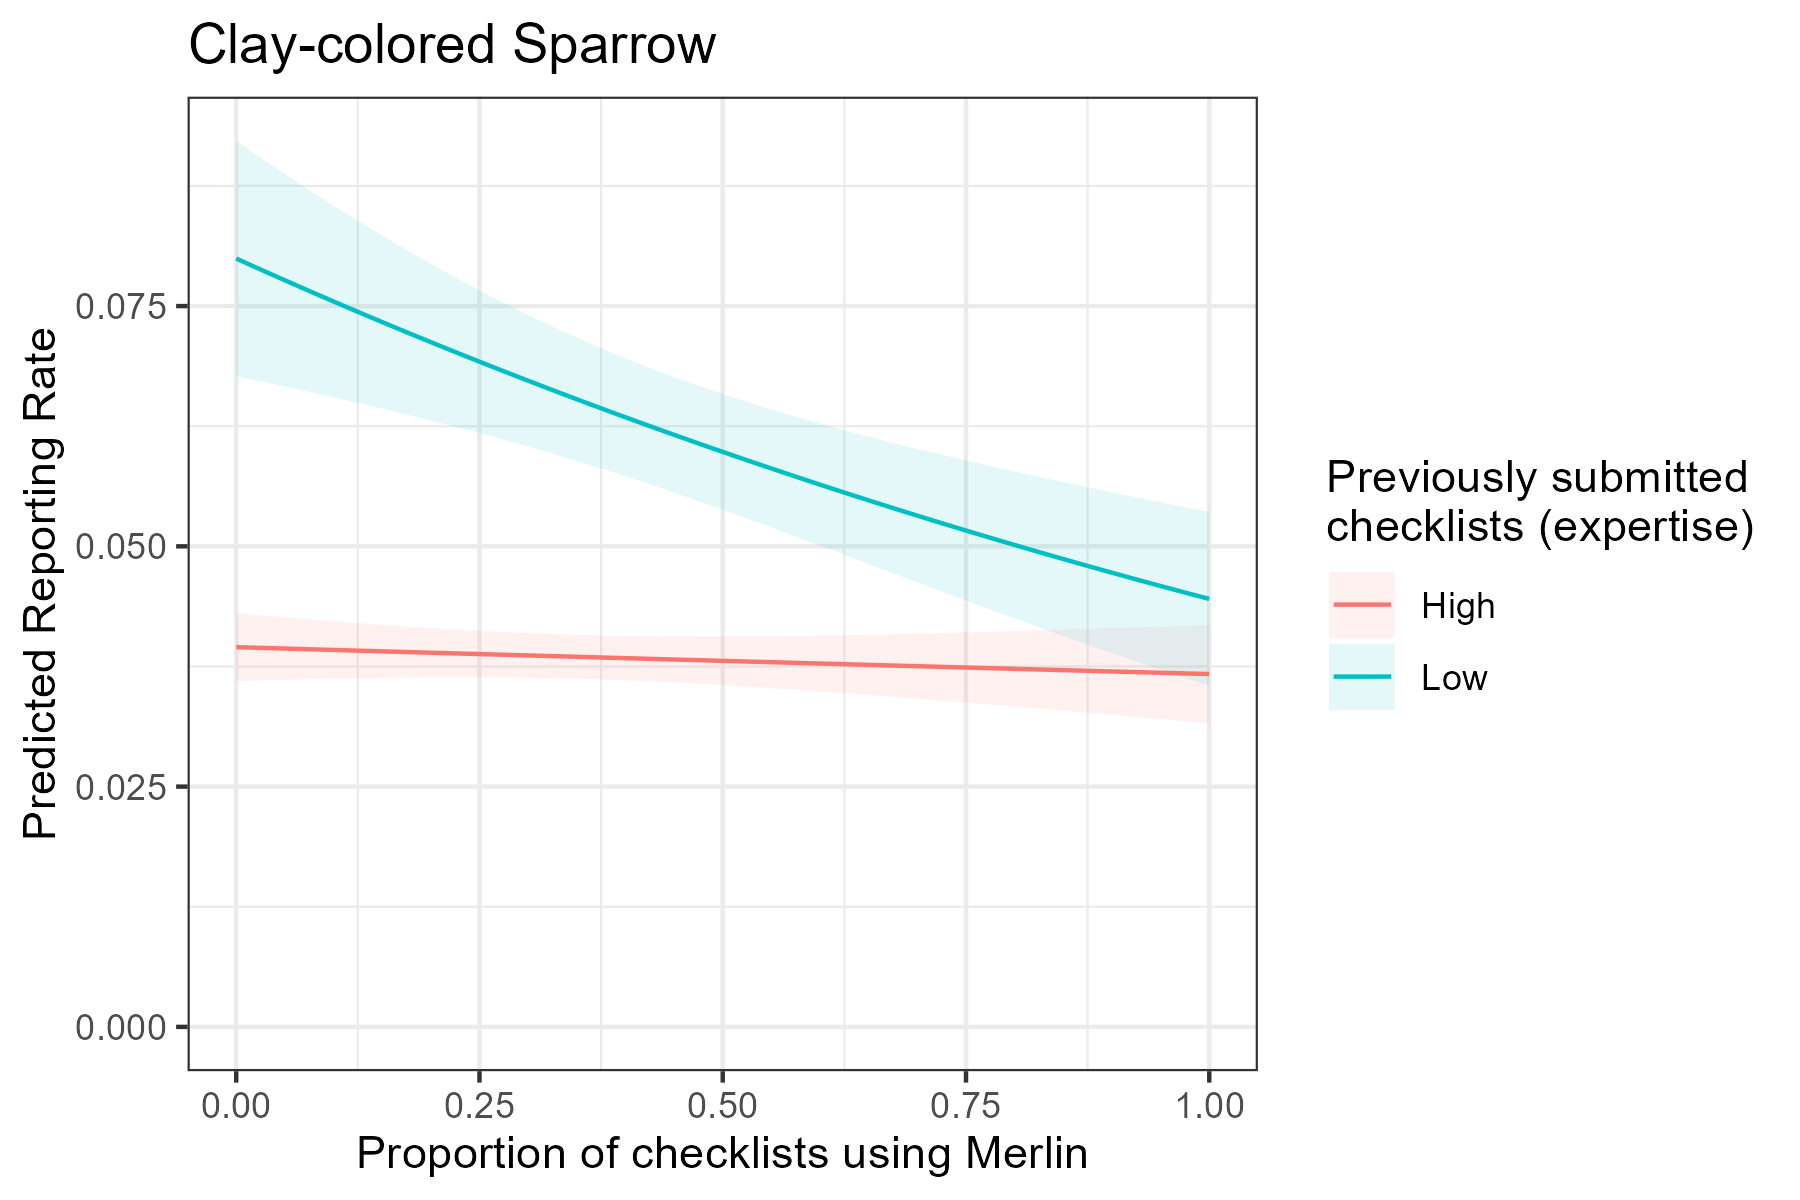 Clay-colored Sparrow
Predicted Reporting Rate
0.075
0.050
0.025
0.000
0.00 0.25 0.50 0.75 1.00
Proportion of checklists using Merlin
Previously submitted
checklists (expertise)
High
Low